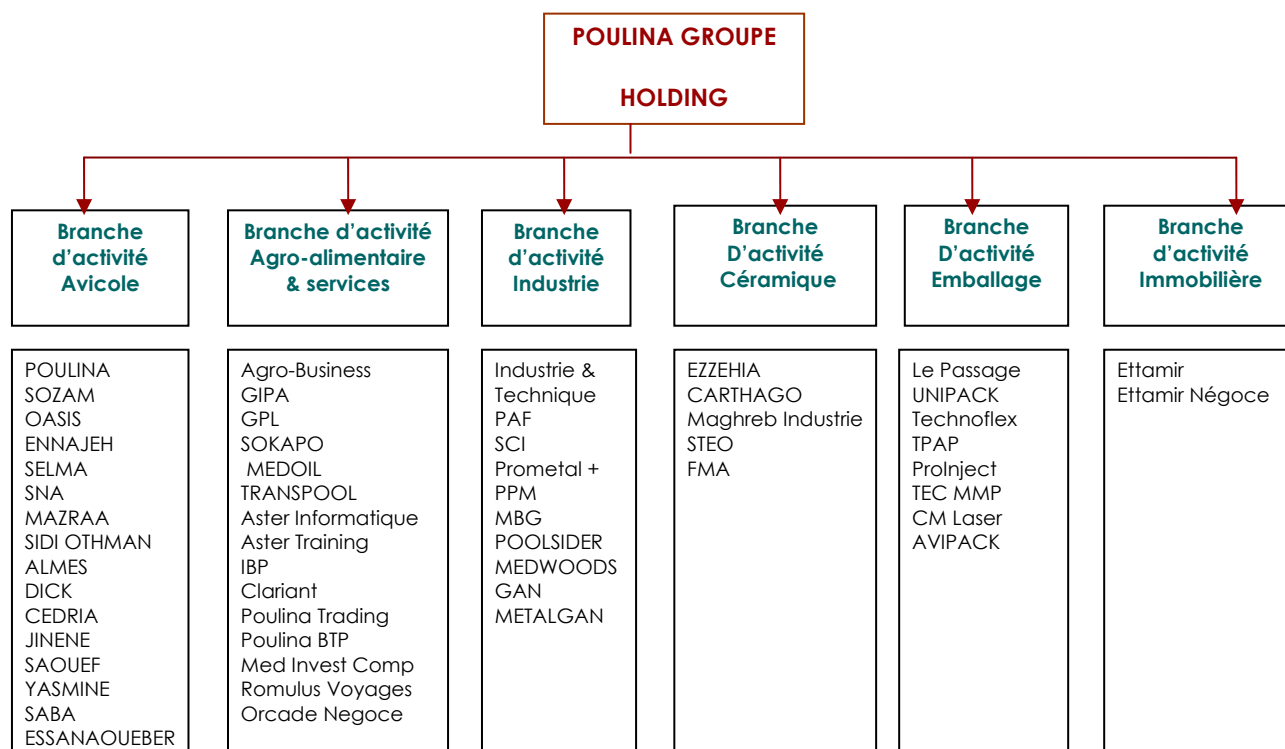 POULINA GROUPE
HOLDING
Branche
d'activité
Avicole
Branche d'activité
Agro-alimentaire
& services
Branche
d'activité
Industrie
Branche
D'activité
Céramique
Branche
D'activité
Emballage
Branche
d'activité
Immobilière
POULINA
SOZAM
OASIS
ENNAJEH
SELMA
SNA
MAZRAA
SIDI OTHMAN
ALMES
DICK
CEDRIA
JINENE
SAOUEF
YASMINE
SABA
ESSANAOUEBER
Agro-Business
GIPA
GPL
SOKAPO
MEDOIL
TRANSPOOL
Aster Informatique
Aster Training
IBP
Clariant
Poulina Trading
Poulina BTP
Med Invest Comp
Romulus Voyages
Orcade Negoce
Industrie &
Technique
PAF
SCI
Prometal +
PPM
MBG
POOLSIDER
MEDWOODS
GAN
METALGAN
EZZEHIA
CARTHAGO
Maghreb Industrie
STEO
FMA
Le Passage
UNIPACK
Technoflex
TPAP
ProInject
TEC MMP
CM Laser
AVIPACK
Ettamir
Ettamir Négoce